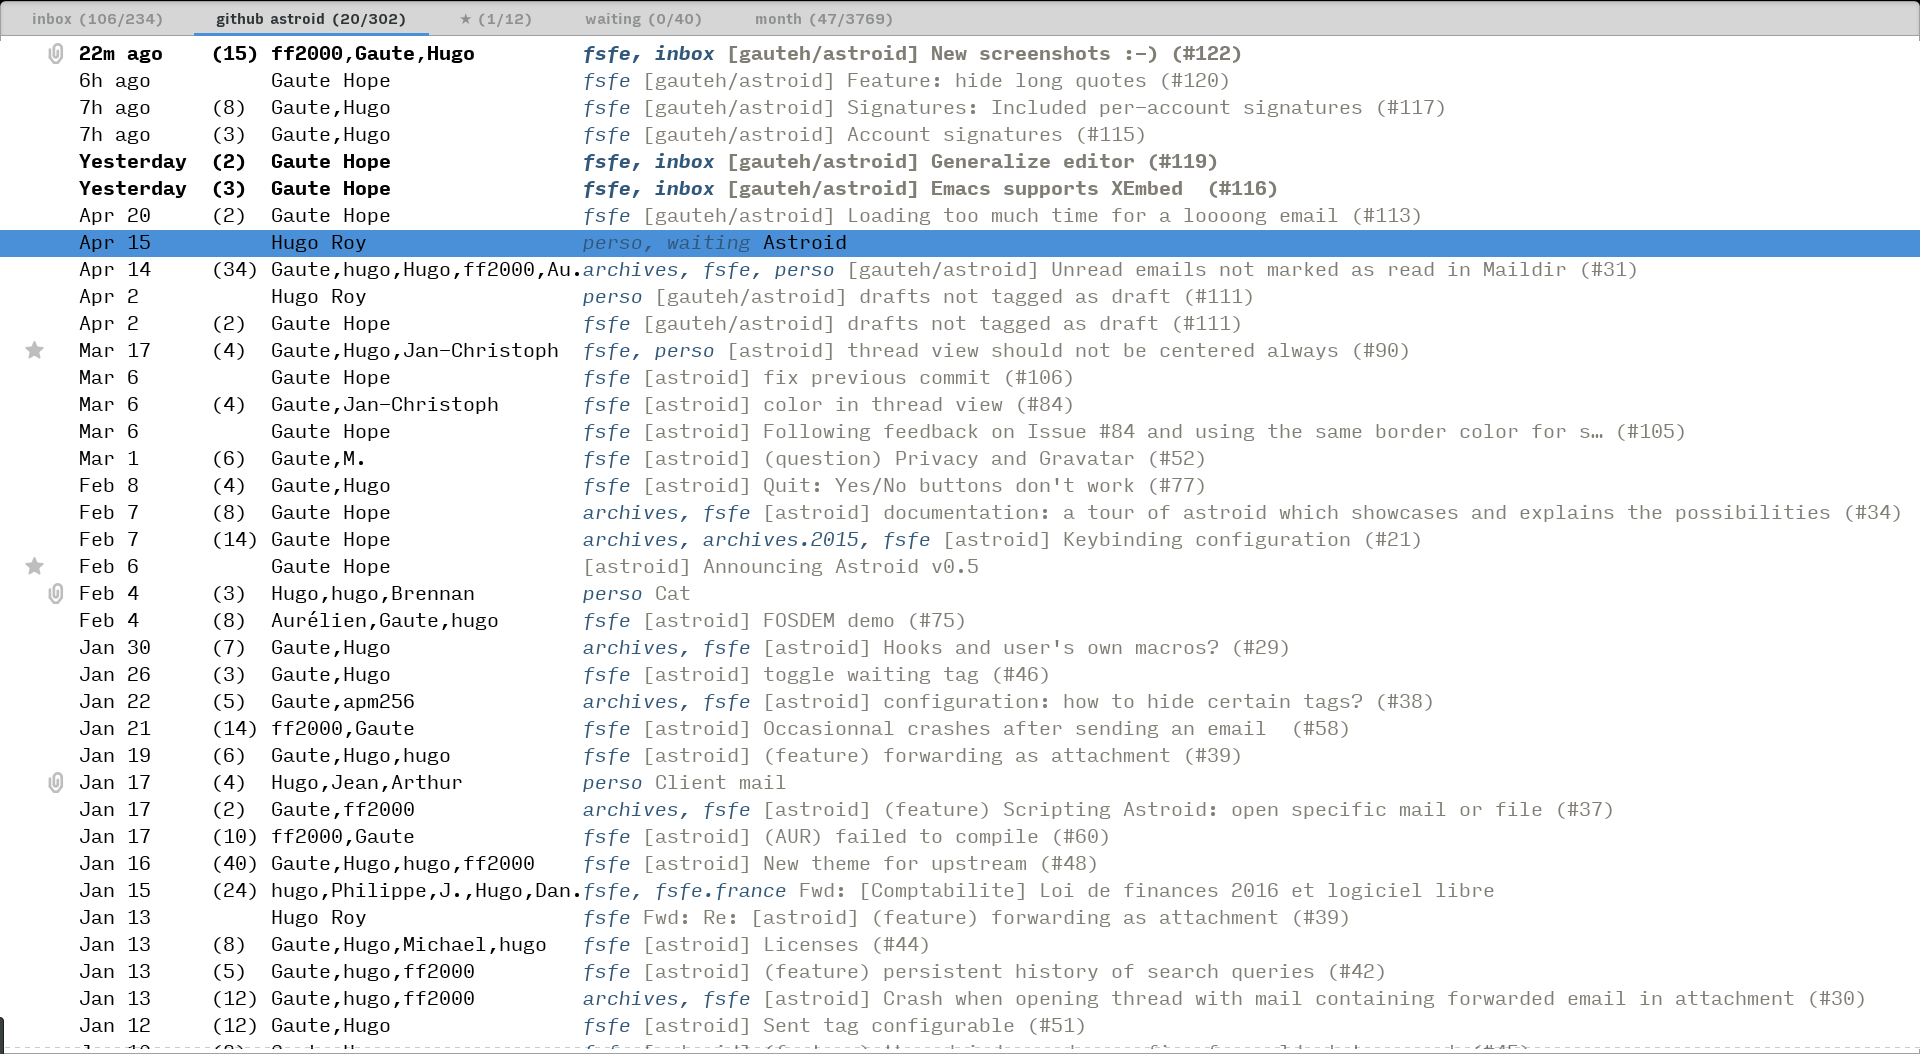 inbox (106/234) github astroid (20/302) ★ (1/12) waiting (0/40) month (47/3769)
22m ago (15) ff2000,Gaute,Hugo fsfe, inbox [gauteh/astroid] New screenshots :-) (#122)
6h ago Gaute Hope fsfe [gauteh/astroid] Feature: hide long quotes (#120)
7h ago (8) Gaute,Hugo fsfe [gauteh/astroid] Signatures: Included per-account signatures (#117)
7h ago (3) Gaute,Hugo fsfe [gauteh/astroid] Account signatures (#115)
Yesterday (2) Gaute Hope fsfe, inbox [gauteh/astroid] Generalize editor (#119)
Yesterday (3) Gaute Hope fsfe, inbox [gauteh/astroid] Emacs supports XEmbed (#116)
Apr 20 (2) Gaute Hope fsfe [gauteh/astroid] Loading too much time for a loooong email (#113)
Apr 15 Hugo Roy perso, waiting Astroid
Apr 14 (34) Gaute,hugo,Hugo,ff2000,Au. archives, fsfe, perso [gauteh/astroid] Unread emails not marked as read in Maildir (#31)
Apr 2 Hugo Roy perso [gauteh/astroid] drafts not tagged as draft (#111)
Apr 2 (2) Gaute Hope fsfe [gauteh/astroid] drafts not tagged as draft (#111)
Mar 17 (4) Gaute,Hugo,Jan-Christoph fsfe, perso [astroid] thread view should not be centered always (#90)
Mar 6 Gaute Hope fsfe [astroid] fix previous commit (#106)
Mar 6 (4) Gaute,Jan-Christoph fsfe [astroid] color in thread view (#84)
Mar 6 Gaute Hope fsfe [astroid] Following feedback on Issue #84 and using the same border color for s… (#105)
Mar 1 (6) Gaute,M. fsfe [astroid] (question) Privacy and Gravatar (#52)
Feb 8 (4) Gaute,Hugo fsfe [astroid] Quit: Yes/No buttons don't work (#77)
Feb 7 (8) Gaute Hope archives, fsfe [astroid] documentation: a tour of astroid which showcases and explains the possibilities (#34)
Feb 7 (14) Gaute Hope archives, archives.2015, fsfe [astroid] Keybinding configuration (#21)
Feb 6 Gaute Hope [astroid] Announcing Astroid v0.5
Feb 4 (3) Hugo,hugo,Brennan perso Cat
Feb 4 (8) Aurélien,Gaute,hugo fsfe [astroid] FOSDEM demo (#75)
Jan 30 (7) Gaute,Hugo archives, fsfe [astroid] Hooks and user's own macros? (#29)
Jan 26 (3) Gaute,Hugo fsfe [astroid] toggle waiting tag (#46)
Jan 22 (5) Gaute,apm256 archives, fsfe [astroid] configuration: how to hide certain tags? (#38)
Jan 21 (14) ff2000,Gaute fsfe [astroid] Occasionnal crashes after sending an email (#58)
Jan 19 (6) Gaute,Hugo,hugo fsfe [astroid] (feature) forwarding as attachment (#39)
Jan 17 (4) Hugo,Jean,Arthur perso Client mail
Jan 17 (2) Gaute,ff2000 archives, fsfe [astroid] (feature) Scripting Astroid: open specific mail or file (#37)
Jan 17 (10) ff2000,Gaute fsfe [astroid] (AUR) failed to compile (#60)
Jan 16 (40) Gaute,Hugo,hugo,ff2000 fsfe [astroid] New theme for upstream (#48)
Jan 15 (24) hugo,Philippe,J.,Hugo,Dan. fsfe, fsfe.france Fwd: [Comptabilite] Loi de finances 2016 et logiciel libre
Jan 13 Hugo Roy fsfe Fwd: Re: [astroid] (feature) forwarding as attachment (#39)
Jan 13 (8) Gaute,Hugo,Michael,hugo fsfe [astroid] Licenses (#44)
Jan 13 (5) Gaute,hugo,ff2000 fsfe [astroid] (feature) persistent history of search queries (#42)
Jan 13 (12) Gaute,hugo,ff2000 archives, fsfe [astroid] Crash when opening thread with mail containing forwarded email in attachment (#30)
Jan 12 (12) Gaute,Hugo fsfe [astroid] Sent tag configurable (#51)